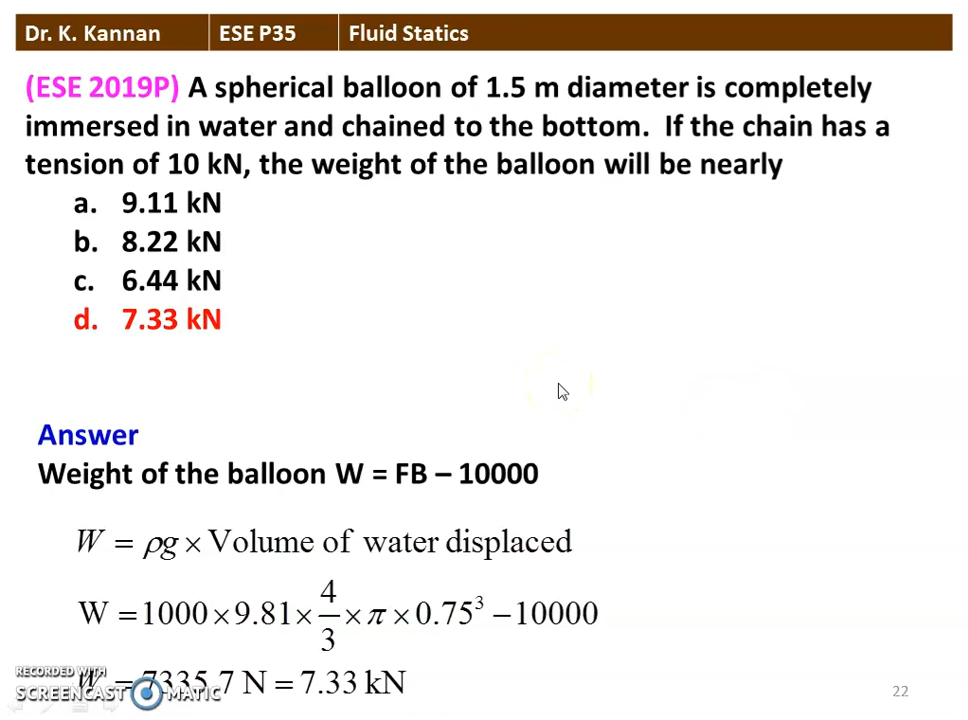 Dr. K. Kannan ESE P35 Fluid Statics
(ESE 2019P) A spherical balloon of 1.5 m diameter is completely
immersed in water and chained to the bottom. If the chain has a
tension of 10 kN, the weight of the balloon will be nearly
a. 9.11 kN
b. 8.22 kN
c. 6.44 kN
d. 7.33 kN
Answer
Weight of the balloon W = FB – 10000
W = ρg × Volume of water displaced
W = 1000 × 9.81 × 4/3 × π × 0.75³ − 10000
W = 7335.7 N = 7.33 kN
RECORDED WITH
SCREENCAST MATIC
22